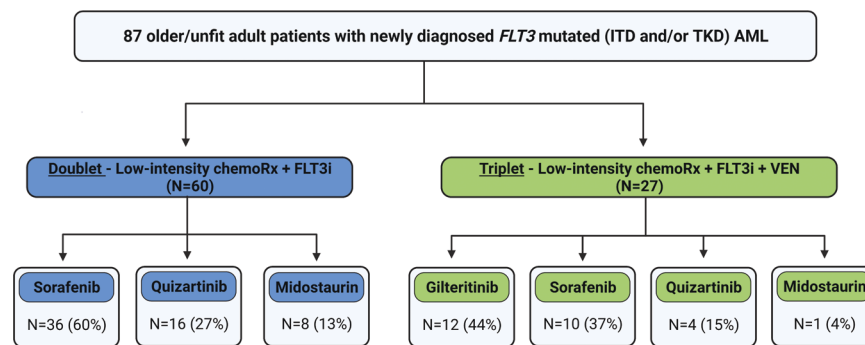 87 older/unfit adult patients with newly diagnosed FLT3 mutated (ITD and/or TKD) AML
Doublet - Low-intensity chemoRx + FLT3i
(N=60)
Triplet - Low-intensity chemoRx + FLT3i + VEN
(N=27)
Sorafenib
N=36 (60%)
Quizartinib
N=16 (27%)
Midostaurin
N=8 (13%)
Gilteritinib
N=12 (44%)
Sorafenib
N=10 (37%)
Quizartinib
N=4 (15%)
Midostaurin
N=1 (4%)